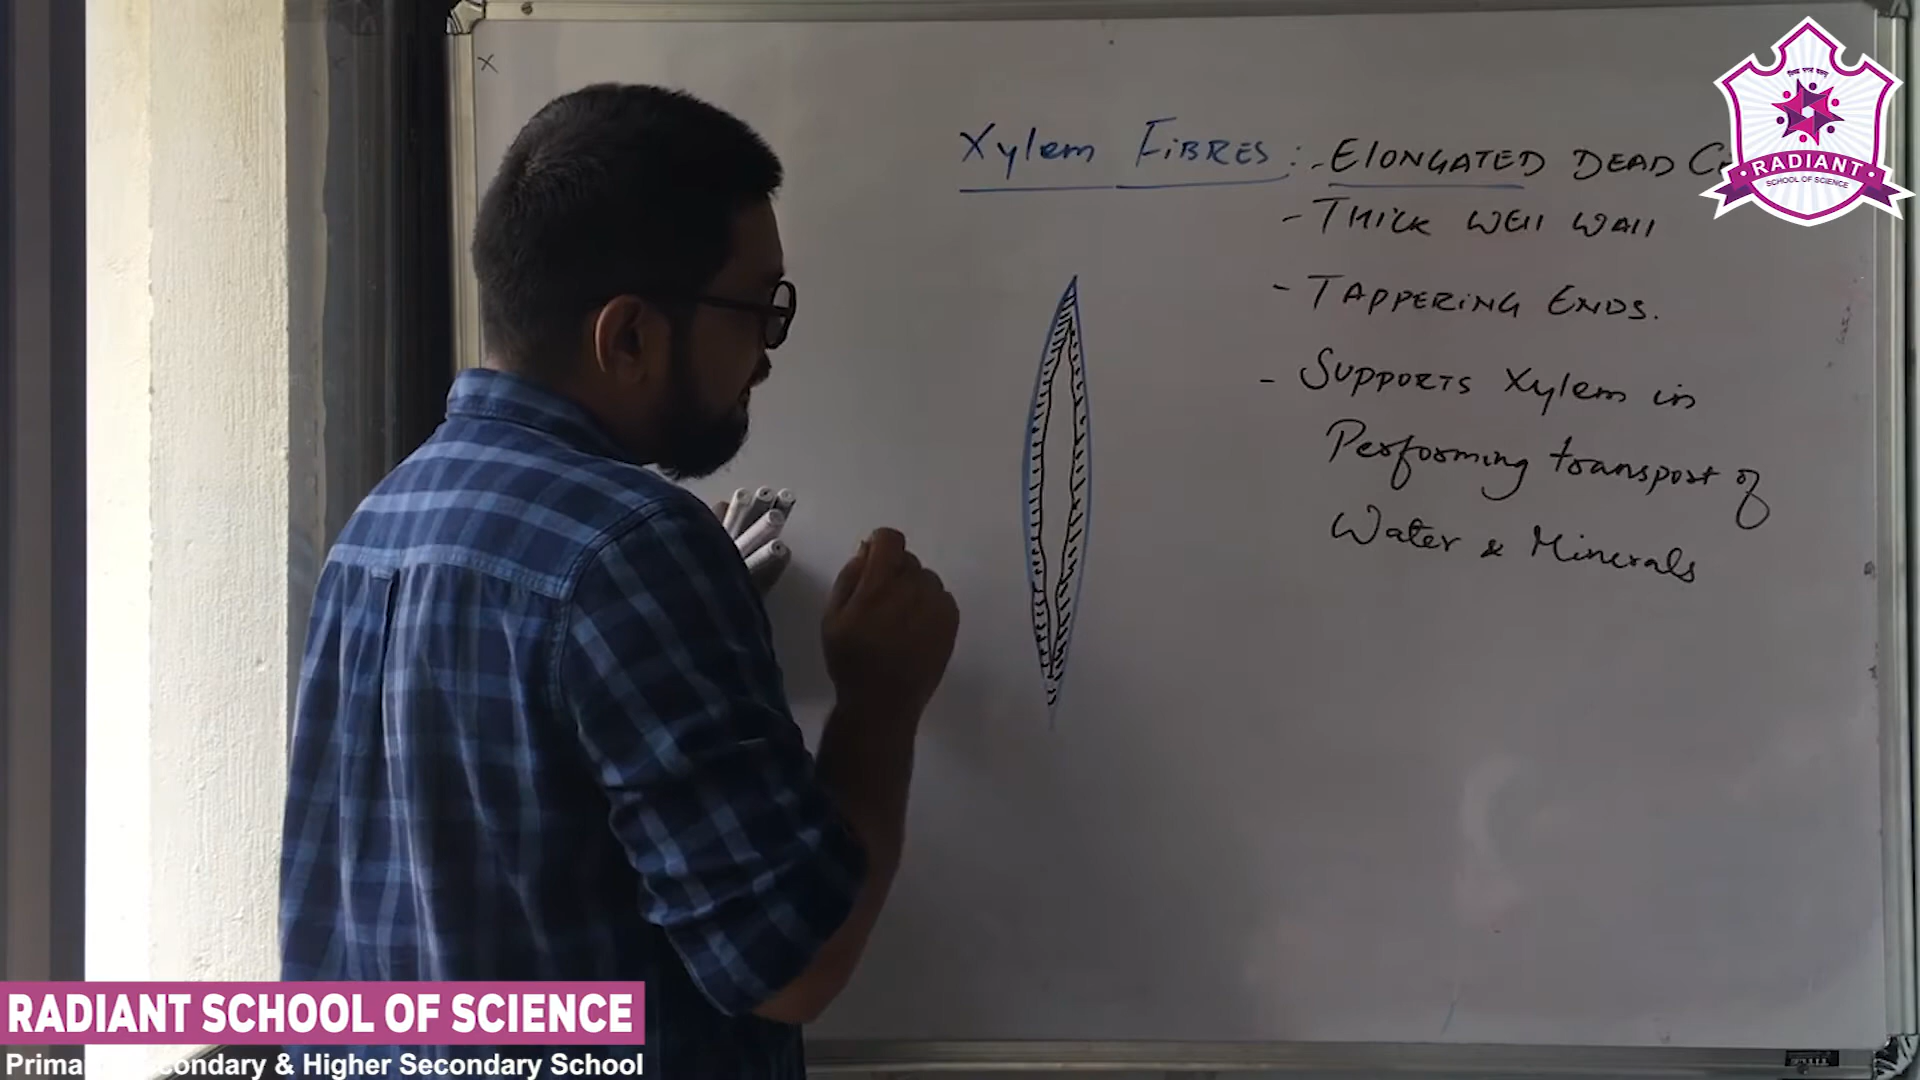 x
Xylem FiBRES : - ELONGATED DEAD
- THiCK WEll WAll
- TAPPERiNG ENDS.
- SUPPORTS Xylem in
Performing transport of
Water & Minerals
RADIANT
SCHOOL OF SCIENCE
RADIANT SCHOOL OF SCIENCE
Primary, Secondary & Higher Secondary School